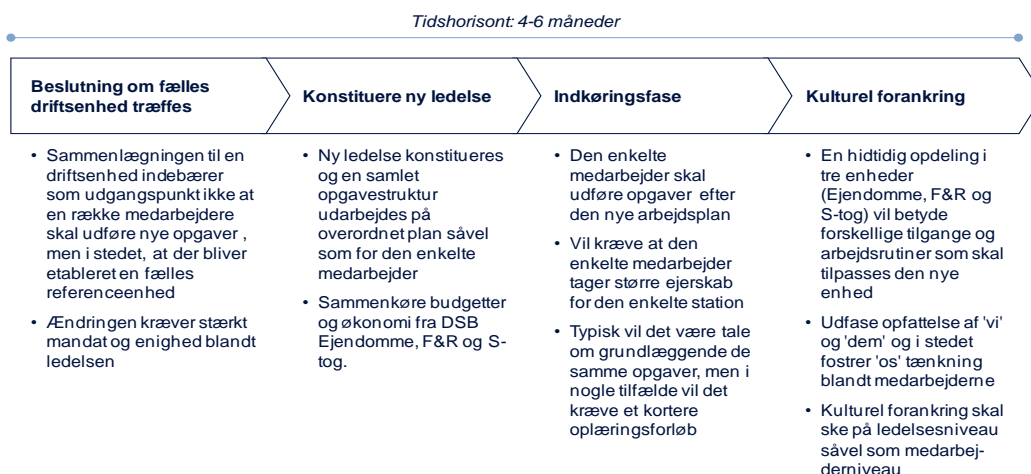 Tidshorisont: 4-6 måneder
Beslutning om fælles
driftsenhed træffes
Konstituere ny ledelse
Indkøringsfase
Kulturel forankring
• Sammenlægningen til en
driftsenhed indebærer
som udgangspunkt ikke at
en række medarbejdere
skal udføre nye opgaver ,
men i stedet, at der bliver
etableret en fælles
referenceenhed
• Ændringen kræver stærkt
mandat og enighed blandt
ledelsen
• Ny ledelse konstitueres
og en samlet
opgavestruktur
udarbejdes på
overordnet plan såvel
som for den enkelte
medarbejder
• Sammenkøre budgetter
og økonomi fra DSB
Ejendomme, F&R og S-
tog.
• Den enkelte
medarbejder skal
udføre opgaver efter
den nye arbejdsplan
• Vil kræve at den
enkelte medarbejder
tager større ejerskab
for den enkelte station
• Typisk vil det være tale
om grundlæggende de
samme opgaver, men i
nogle tilfælde vil det
kræve et kortere
oplæringsforløb
• En hidtidig opdeling i
tre enheder
(Ejendomme, F&R og
S-tog) vil betyde
forskellige tilgange og
arbejdsrutiner som skal
tilpasses den nye
enhed
• Udfase opfattelse af 'vi'
og 'dem' og i stedet
fostrer 'os' tænkning
blandt medarbejderne
• Kulturel forankring skal
ske på ledelsesniveau
såvel som medarbej-
derniveau